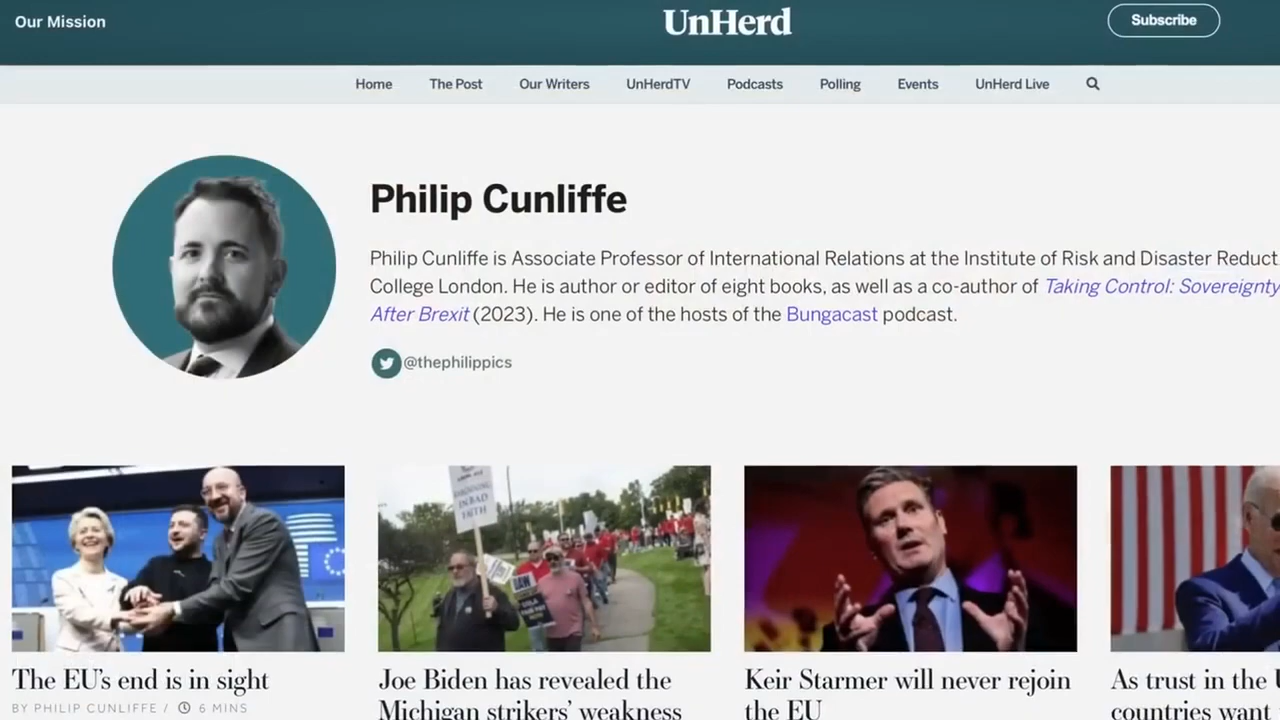 Our Mission
UnHerd
Subscribe
Home The Post Our Writers UnHerdTV Podcasts Polling Events UnHerd Live
Philip Cunliffe
Philip Cunliffe is Associate Professor of International Relations at the Institute of Risk and Disaster Reduct
College London. He is author or editor of eight books, as well as a co-author of Taking Control: Sovereignty
After Brexit (2023). He is one of the hosts of the Bungacast podcast.
@thephilippics
BARGAINING
IN BAD
FAITH
UAW
The EU's end is in sight
BY PHILIP CUNLIFFE / 6 MINS
Joe Biden has revealed the
Michigan strikers' weakness
Keir Starmer will never rejoin
the EU
As trust in the U
countries want